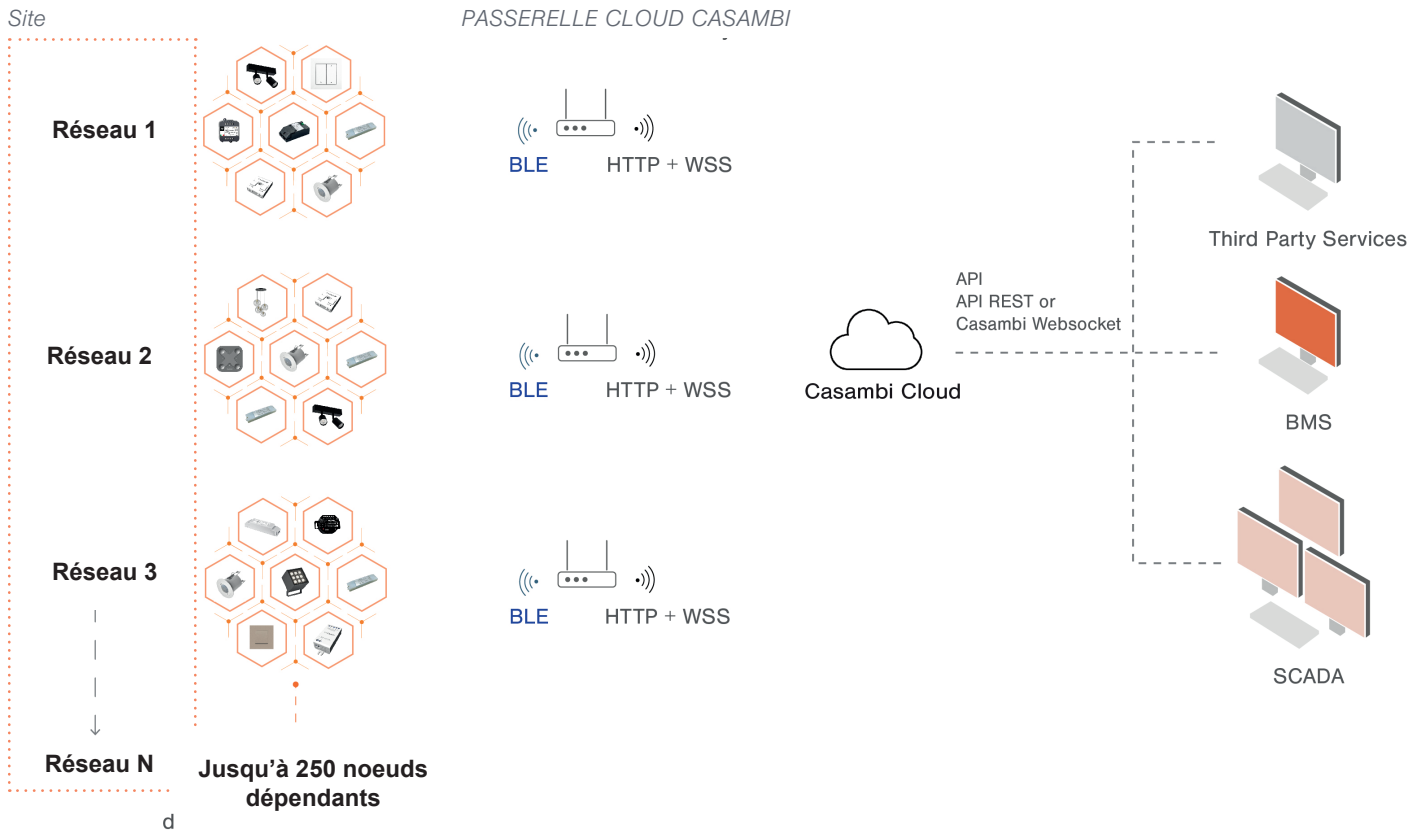 Site
PASSERELLE CLOUD CASAMBI
Réseau 1
BLE
HTTP + WSS
Third Party Services
Réseau 2
BLE
HTTP + WSS
Casambi Cloud
API
API REST or
Casambi Websocket
BMS
Réseau 3
BLE
HTTP + WSS
SCADA
Réseau N
Jusqu'à 250 noeuds
dépendants
d